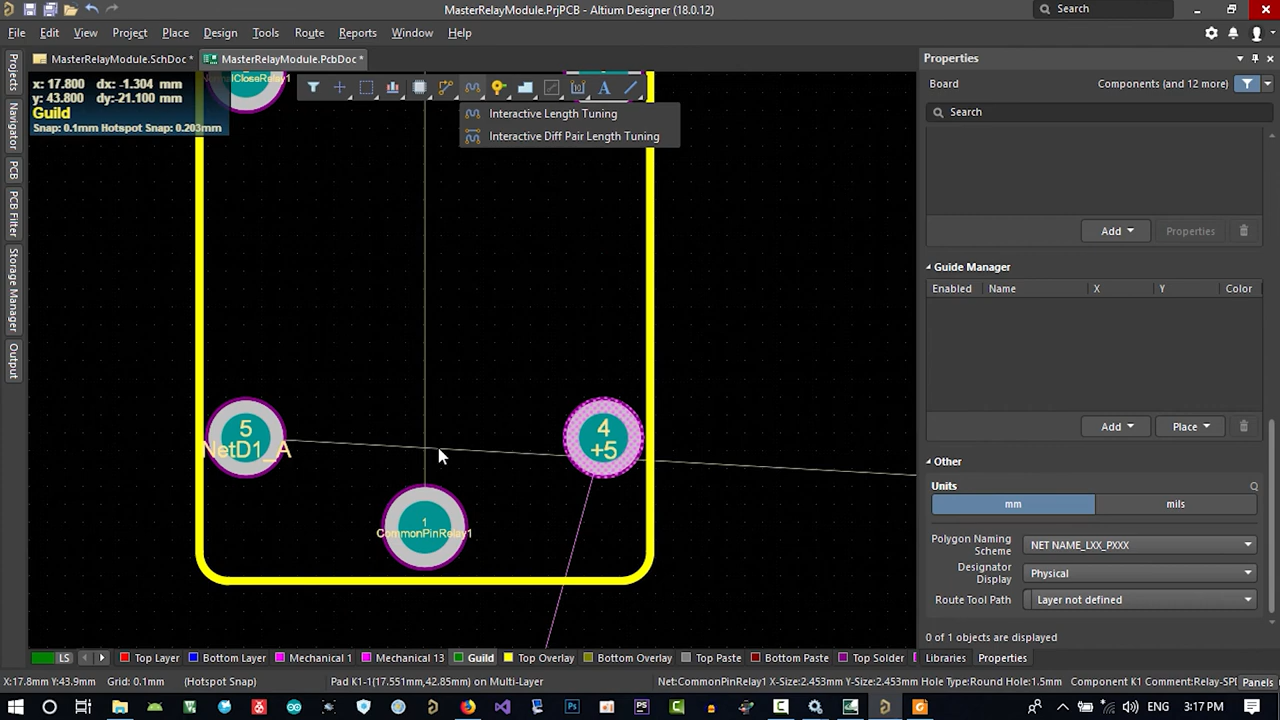 MasterRelayModule.PrjPCB - Altium Designer (18.0.12)
Search
File Edit View Project Place Design Tools Route Reports Window Help
MasterRelayModule.SchDoc * MasterRelayModule.PcbDoc *
Properties
x: 17.800 dx: -1.304 mm
y: 43.800 dy:-21.100 mm
Guild
Snap: 0.1mm Hotspot Snap: 0.203mm
Board Components (and 12 more)
Search
Interactive Length Tuning
Interactive Diff Pair Length Tuning
Projects
Navigator
PCB
PCB Filter
Storage Manager
Output
Add Properties
Guide Manager
Enabled Name X Y Color
5
NetD1_A
4
+5
1
CommonPinRelay1
Add Place
Other
Units
mm mils
Polygon Naming Scheme NET NAME_LXX_PXXX
Designator Display Physical
Route Tool Path Layer not defined
0 of 1 objects are displayed
LS Top Layer Bottom Layer Mechanical 1 Mechanical 13 Guild Top Overlay Bottom Overlay Top Paste Bottom Paste Top Solder
Libraries Properties
X:17.8mm Y:43.9mm Grid: 0.1mm (Hotspot Snap) Pad K1-1(17.551mm,42.85mm) on Multi-Layer Net:CommonPinRelay1 X-Size:2.453mm Y-Size:2.453mm Hole Type:Round Hole:1.5mm Component K1 Comment:Relay-SP
Panels
3:17 PM